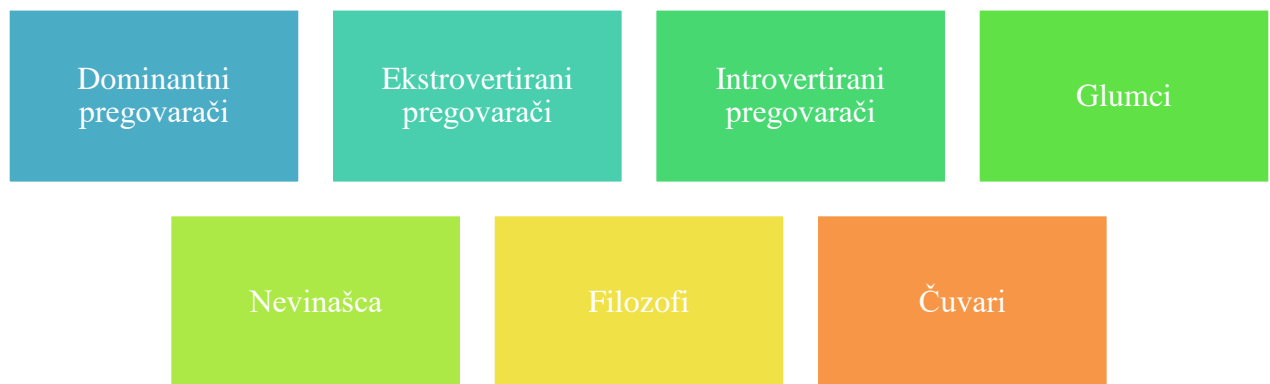 Dominantni
pregovarači
Ekstrovertirani
pregovarači
Introvertirani
pregovarači
Glumci
Nevinašca
Filozofi
Čuvari